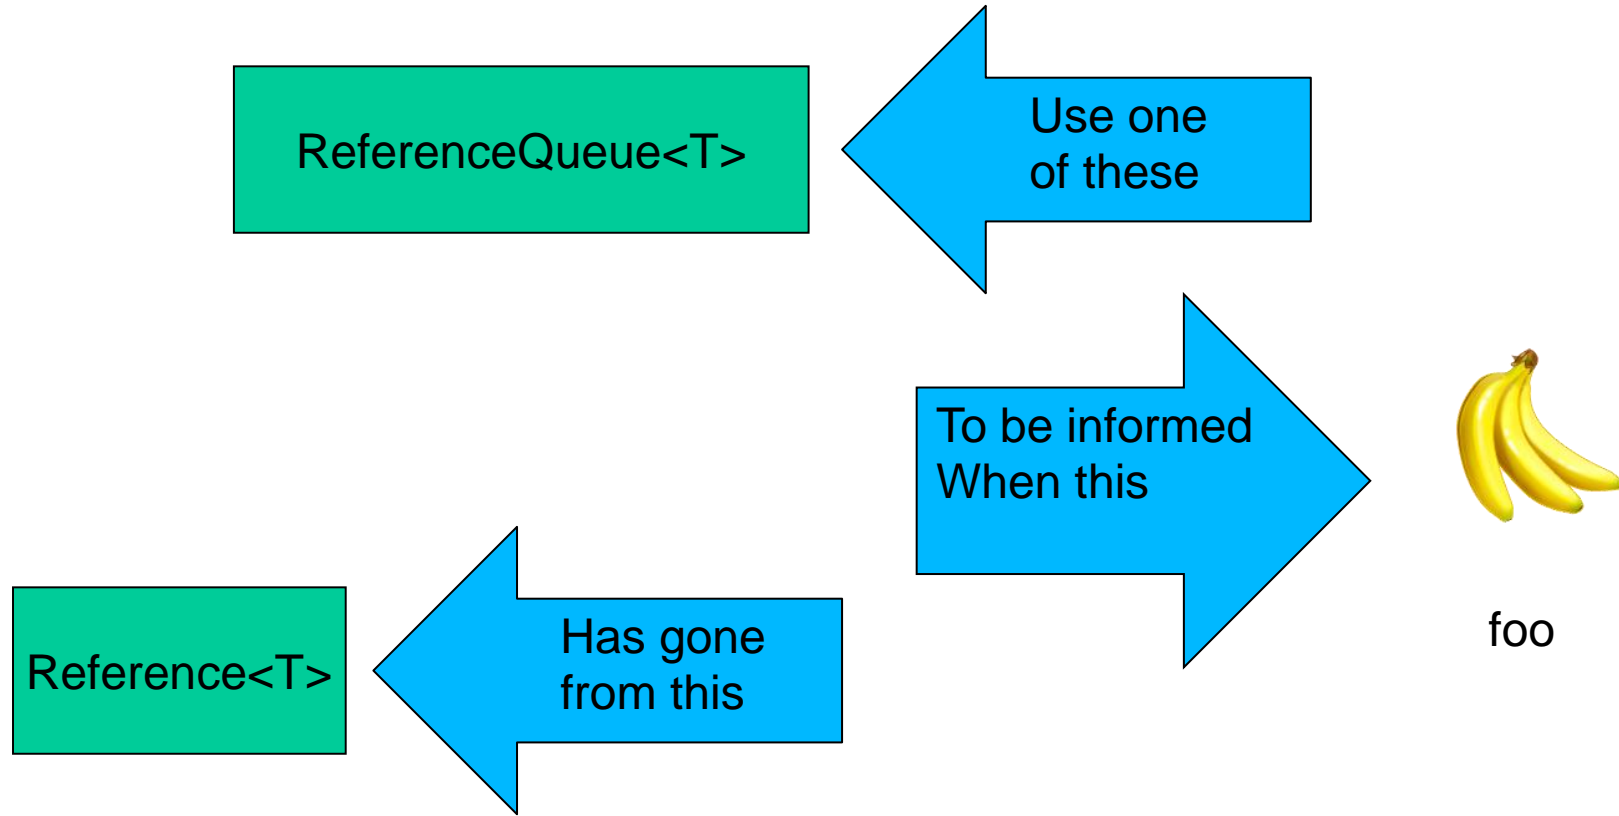 ReferenceQueue<T>
Use one
of these
To be informed
When this
foo
Has gone
from this
Reference<T>